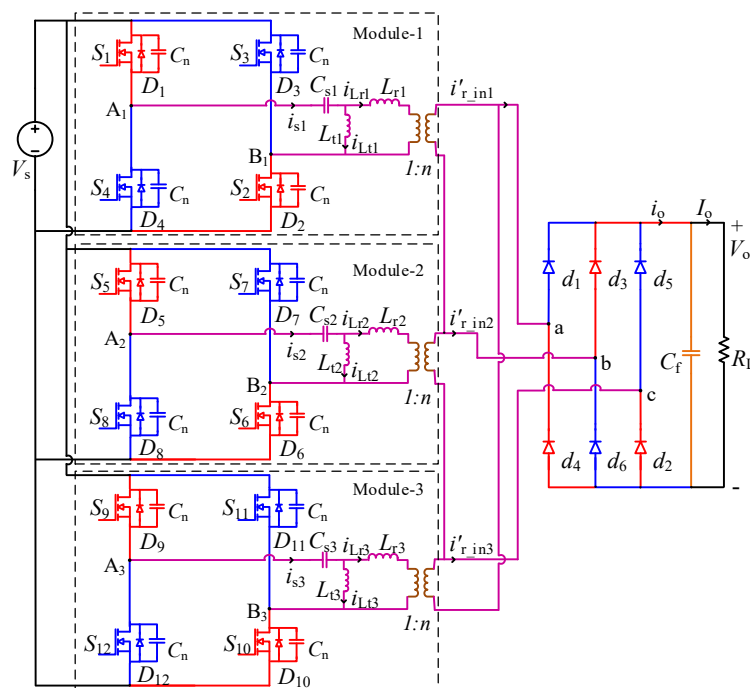 Module-1
S1 Cn S3 Cn
D1 D3 Cs1 iLr1 Lr1 i'r_in1
A1 is1 Lt1 iLt1
Vs
B1 1:n
S4 Cn S2 Cn
D4 D2
io Io +
Vo
Module-2
S5 Cn S7 Cn
d1 d3 d5
D5 D7 Cs2 iLr2 Lr2 i'r_in2
A2 is2 Lt2 iLt2
a
b
c
Cf
B2 1:n
S8 Cn S6 Cn
D8 D6
d4 d6 d2
-
Module-3
S9 Cn S11 Cn
D9 D11 Cs3 iLr3 Lr3 i'r_in3
A3 is3 Lt3 iLt3
B3 1:n
S12 Cn S10 Cn
D12 D10